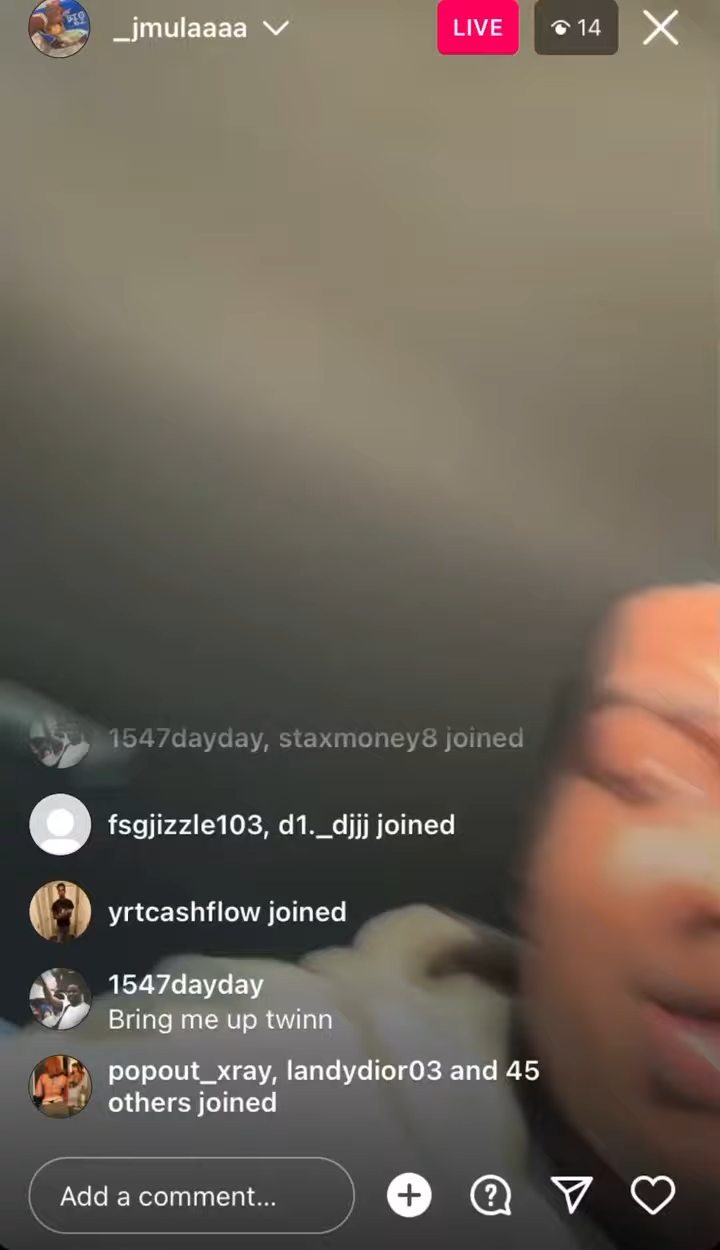 _jmulaaaa
LIVE
14
1547dayday, staxmoney8 joined
fsgjizzle103, d1._djjj joined
yrtcashflow joined
1547dayday
Bring me up twinn
popout_xray, landydior03 and 45
others joined
Add a comment...